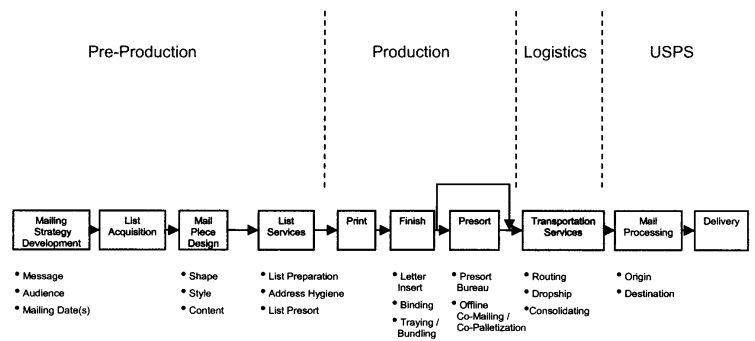 Pre-Production
Production
Logistics
USPS
Mailing
Strategy
Development
List
Acquisition
Mail
Piece
Design
List
Services
Print
Finish
Presort
Transportation
Services
Mail
Processing
Delivery
• Message
• Audience
• Mailing Date(s)
• Shape
• Style
• Content
• List Preparation
• Address Hygiene
• List Presort
• Letter
Insert
• Binding
• Traying /
Bundling
• Presort
Bureau
• Offline
Co-Mailing /
Co-Palletization
• Routing
• Dropship
•Consolidating
• Origin
• Destination